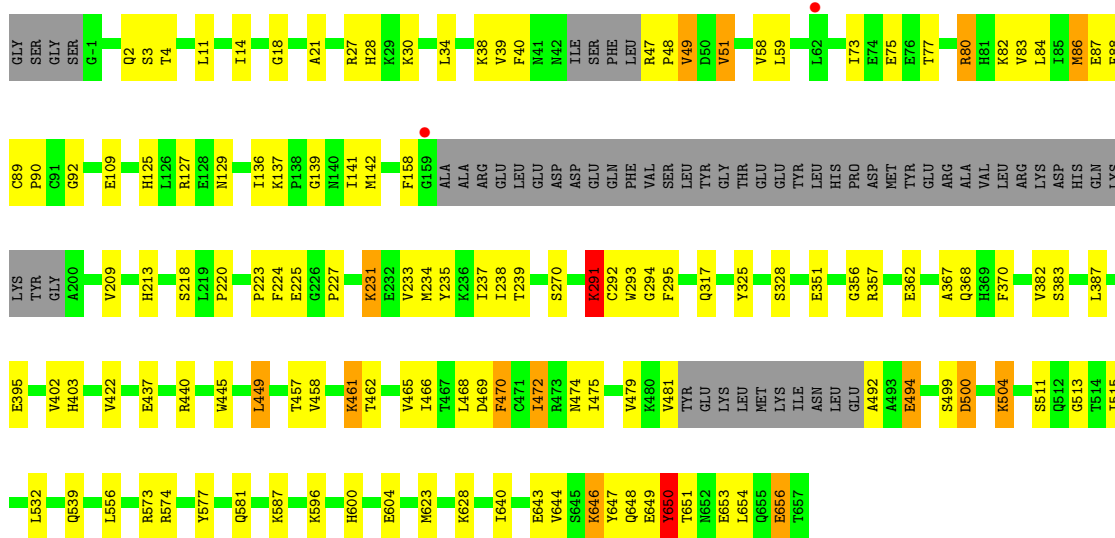 GLY SER GLY SER G-1 Q2 S3 T4 L11 I14 G18 A21 R27 H28 K29 K30 L34 K38 V39 F40 N41 N42 ILE SER PHE LEU R47 P48 V49 D50 V51 V58 L59 L62 I73 E74 E75 E76 T77 R80 H81 K82 V83 L84 I85 M86 E87
C89 P90 C91 G92 E109 H125 L126 R127 E128 N129 I136 K137 P138 G139 N140 I141 M142 F158 G159 ALA ALA ARG GLU LEU GLU ASP ASP GLU GLN PHE VAL SER LEU TYR GLY THR GLU GLU TYR LEU HIS PRO ASP MET TYR GLU ARG ALA VAL LEU ARG LYS ASP HIS GLN
LYS TYR GLY A200 V209 H213 S218 L219 P220 P223 F224 E225 G226 P227 K231 E232 V233 M234 Y235 K236 I237 I238 T239 S270 K291 C292 W293 G294 F295 Q317 Y325 S328 E351 G356 R357 E362 A367 Q368 H369 F370 V382 S383 L387
E395 V402 H403 V422 E437 R440 W445 L449 T457 V458 K461 T462 V465 I466 T467 L468 D469 F470 C471 I472 R473 N474 I475 V479 K480 V481 TYR GLU LYS LEU MET LYS ILE ASN LEU GLU A492 A493 E494 S499 D500 K504 S511 Q512 G513 T514 I515
L532 Q539 L556 R573 R574 Y577 Q581 K587 K596 H600 E604 M623 K628 I640 E643 V644 S645 K646 Y647 Q648 E649 Y650 T651 N652 E653 L654 Q655 E656 T657